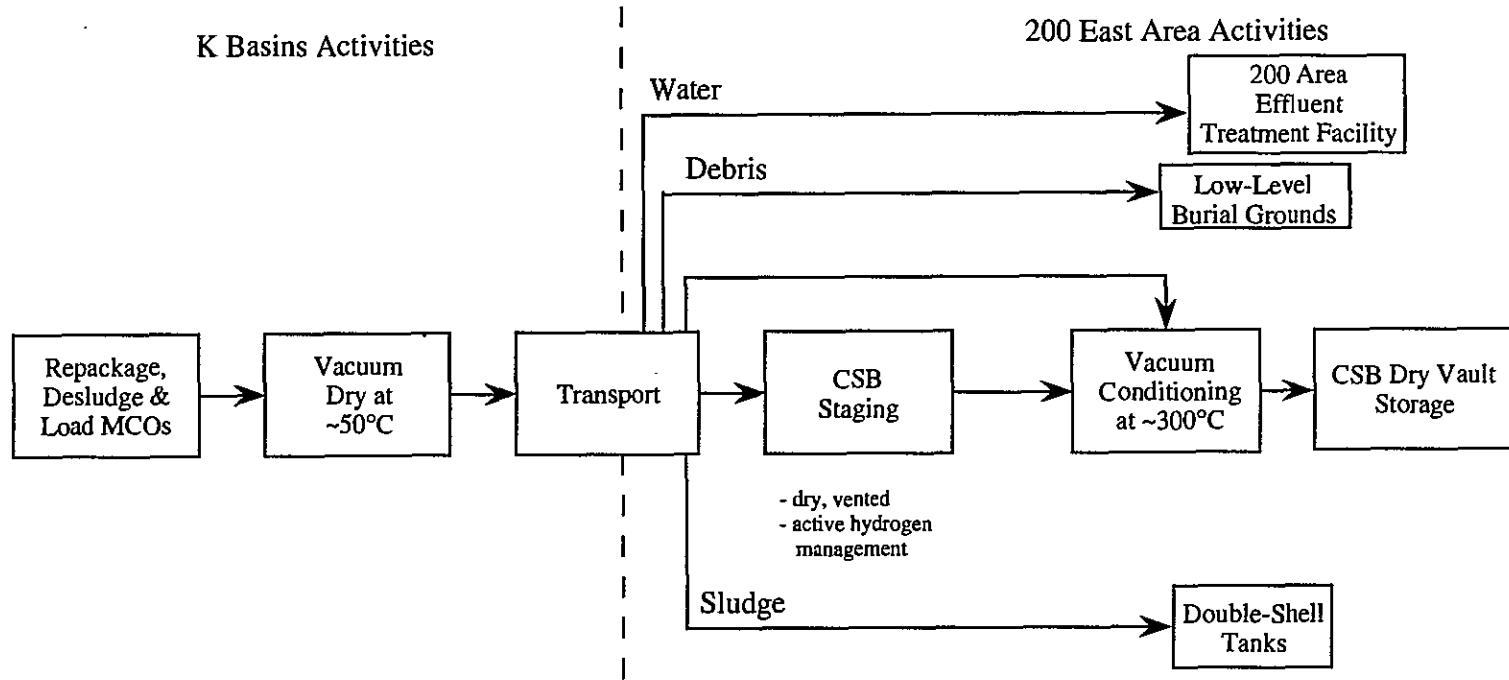 K Basins Activities
200 East Area Activities
Water
200 Area
Effluent
Treatment Facility
Debris
Low-Level
Burial Grounds
Repackage,
Desludge &
Load MCOs
Vacuum
Dry at
~50°C
Transport
CSB
Staging
Vacuum
Conditioning
at ~300°C
CSB Dry Vault
Storage
- dry, vented
- active hydrogen
management
Sludge
Double-Shell
Tanks